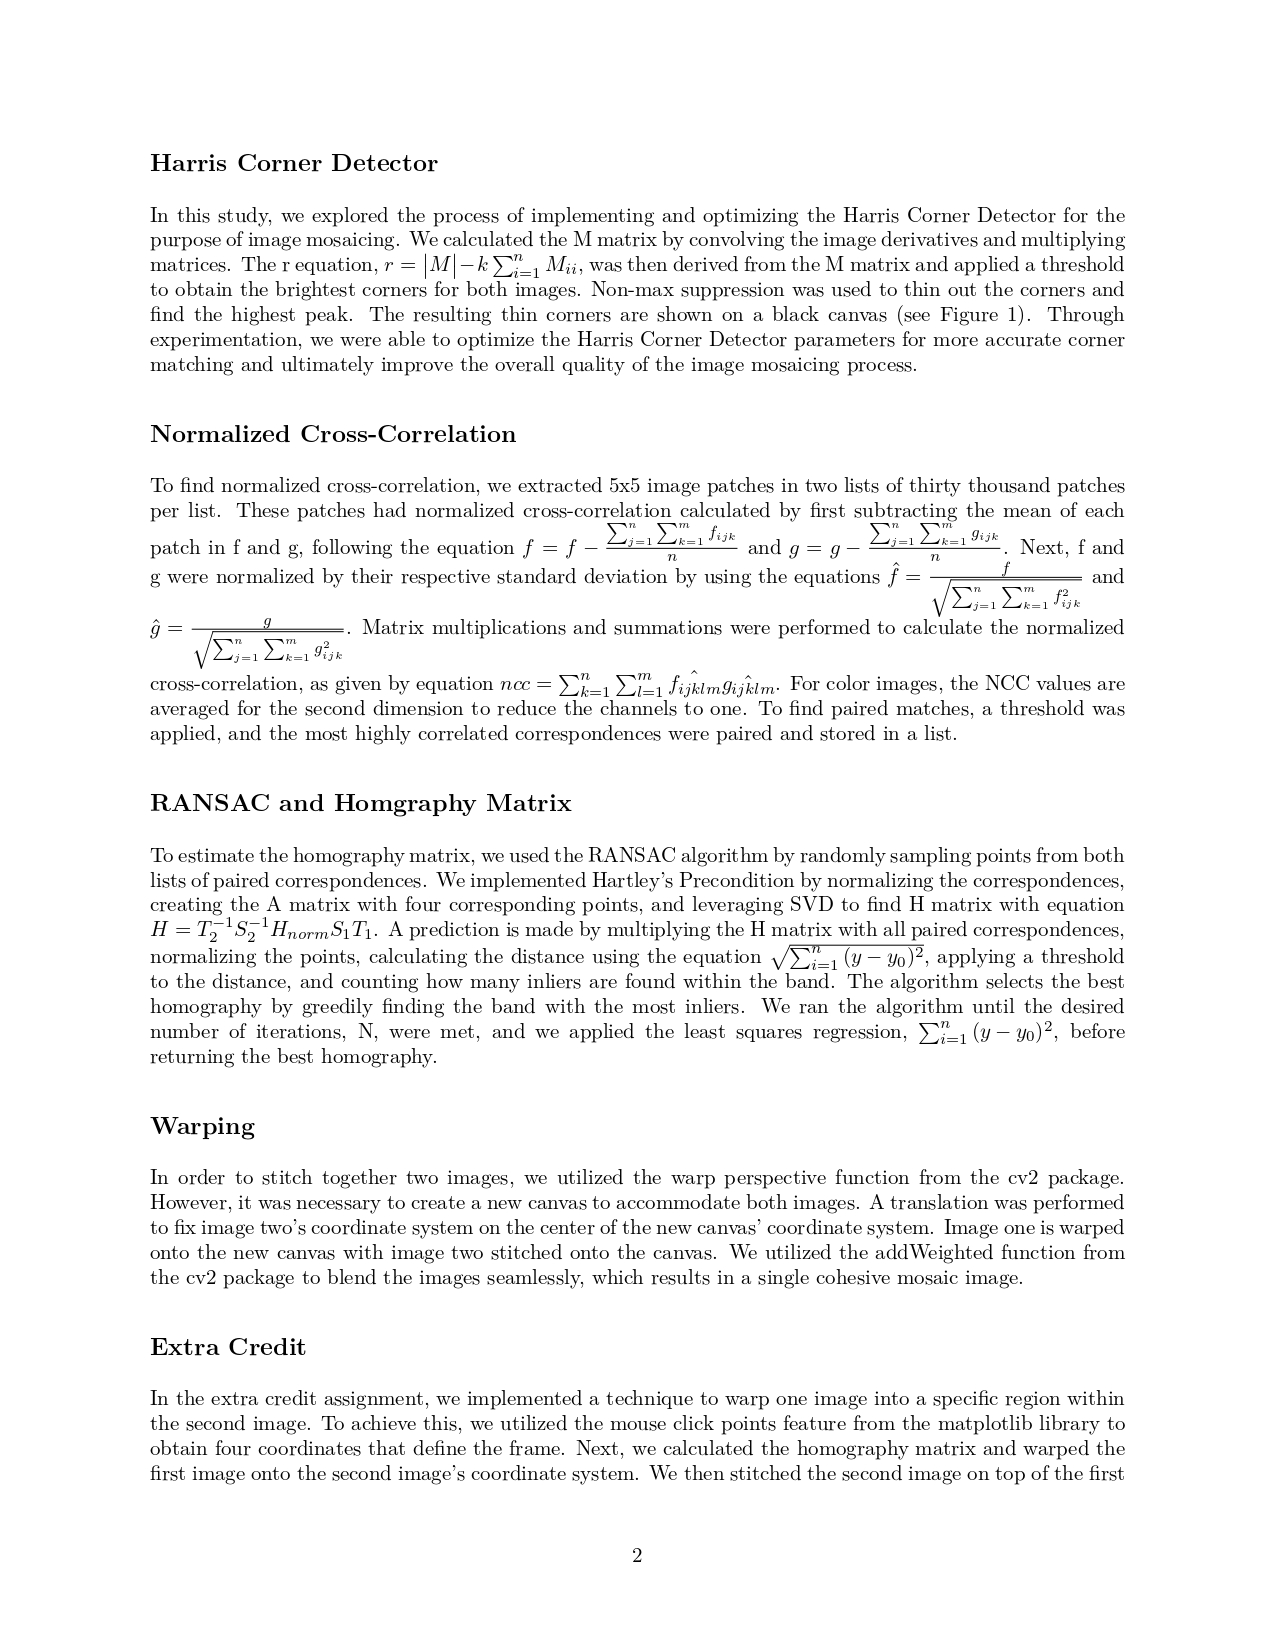 Harris Corner Detector
In this study, we explored the process of implementing and optimizing the Harris Corner Detector for the
purpose of image mosaicing. We calculated the M matrix by convolving the image derivatives and multiplying
matrices. The r equation, r = |M| − k ∑ⁿᵢ₌₁ Mᵢᵢ, was then derived from the M matrix and applied a threshold
to obtain the brightest corners for both images. Non-max suppression was used to thin out the corners and
find the highest peak. The resulting thin corners are shown on a black canvas (see Figure 1). Through
experimentation, we were able to optimize the Harris Corner Detector parameters for more accurate corner
matching and ultimately improve the overall quality of the image mosaicing process.
Normalized Cross-Correlation
To find normalized cross-correlation, we extracted 5x5 image patches in two lists of thirty thousand patches
per list. These patches had normalized cross-correlation calculated by first subtracting the mean of each
patch in f and g, following the equation f = f − \frac{\sum_{j=1}^{n} \sum_{k=1}^{m} f_{ijk}}{n} and g = g − \frac{\sum_{j=1}^{n} \sum_{k=1}^{m} g_{ijk}}{n}. Next, f and
g were normalized by their respective standard deviation by using the equations \hat{f} = \frac{f}{\sqrt{\sum_{j=1}^{n} \sum_{k=1}^{m} f_{ijk}^2}} and
\hat{g} = \frac{g}{\sqrt{\sum_{j=1}^{n} \sum_{k=1}^{m} g_{ijk}^2}}. Matrix multiplications and summations were performed to calculate the normalized
cross-correlation, as given by equation ncc = \sum_{k=1}^{n} \sum_{l=1}^{m} \hat{f_{ijklm}} \hat{g_{ijklm}}. For color images, the NCC values are
averaged for the second dimension to reduce the channels to one. To find paired matches, a threshold was
applied, and the most highly correlated correspondences were paired and stored in a list.
RANSAC and Homgraphy Matrix
To estimate the homography matrix, we used the RANSAC algorithm by randomly sampling points from both
lists of paired correspondences. We implemented Hartley's Precondition by normalizing the correspondences,
creating the A matrix with four corresponding points, and leveraging SVD to find H matrix with equation
H = T_2^{-1} S_2^{-1} H_{norm} S_1 T_1. A prediction is made by multiplying the H matrix with all paired correspondences,
normalizing the points, calculating the distance using the equation \sqrt{\sum_{i=1}^{n} (y − y_0)^2}, applying a threshold
to the distance, and counting how many inliers are found within the band. The algorithm selects the best
homography by greedily finding the band with the most inliers. We ran the algorithm until the desired
number of iterations, N, were met, and we applied the least squares regression, \sum_{i=1}^{n} (y − y_0)^2, before
returning the best homography.
Warping
In order to stitch together two images, we utilized the warp perspective function from the cv2 package.
However, it was necessary to create a new canvas to accommodate both images. A translation was performed
to fix image two's coordinate system on the center of the new canvas' coordinate system. Image one is warped
onto the new canvas with image two stitched onto the canvas. We utilized the addWeighted function from
the cv2 package to blend the images seamlessly, which results in a single cohesive mosaic image.
Extra Credit
In the extra credit assignment, we implemented a technique to warp one image into a specific region within
the second image. To achieve this, we utilized the mouse click points feature from the matplotlib library to
obtain four coordinates that define the frame. Next, we calculated the homography matrix and warped the
first image onto the second image's coordinate system. We then stitched the second image on top of the first
2